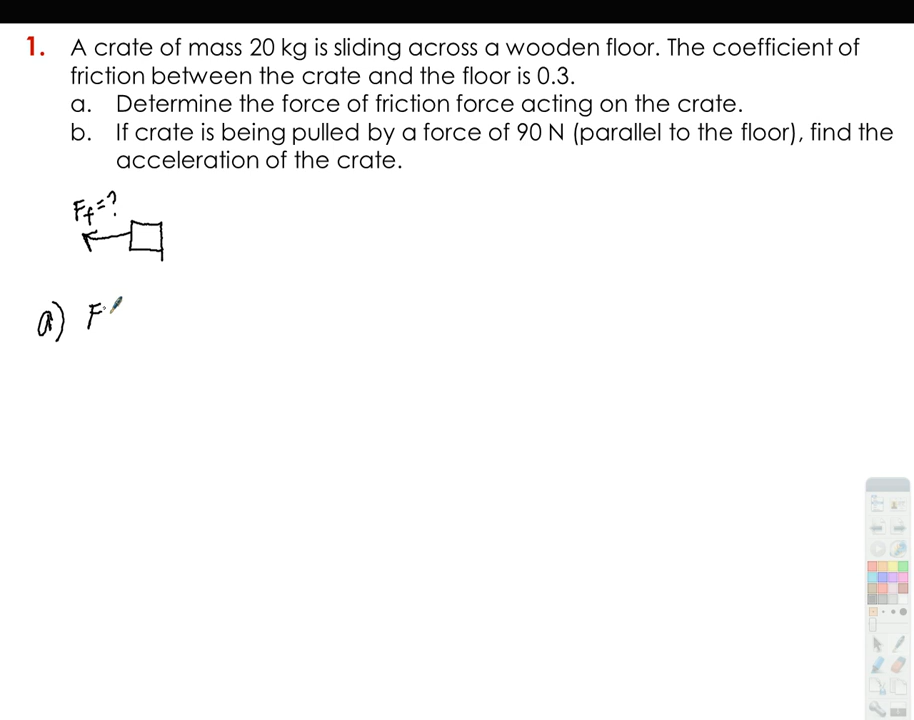 1. A crate of mass 20 kg is sliding across a wooden floor. The coefficient of
friction between the crate and the floor is 0.3.
a. Determine the force of friction force acting on the crate.
b. If crate is being pulled by a force of 90 N (parallel to the floor), find the
acceleration of the crate.
Ff=?
a) F